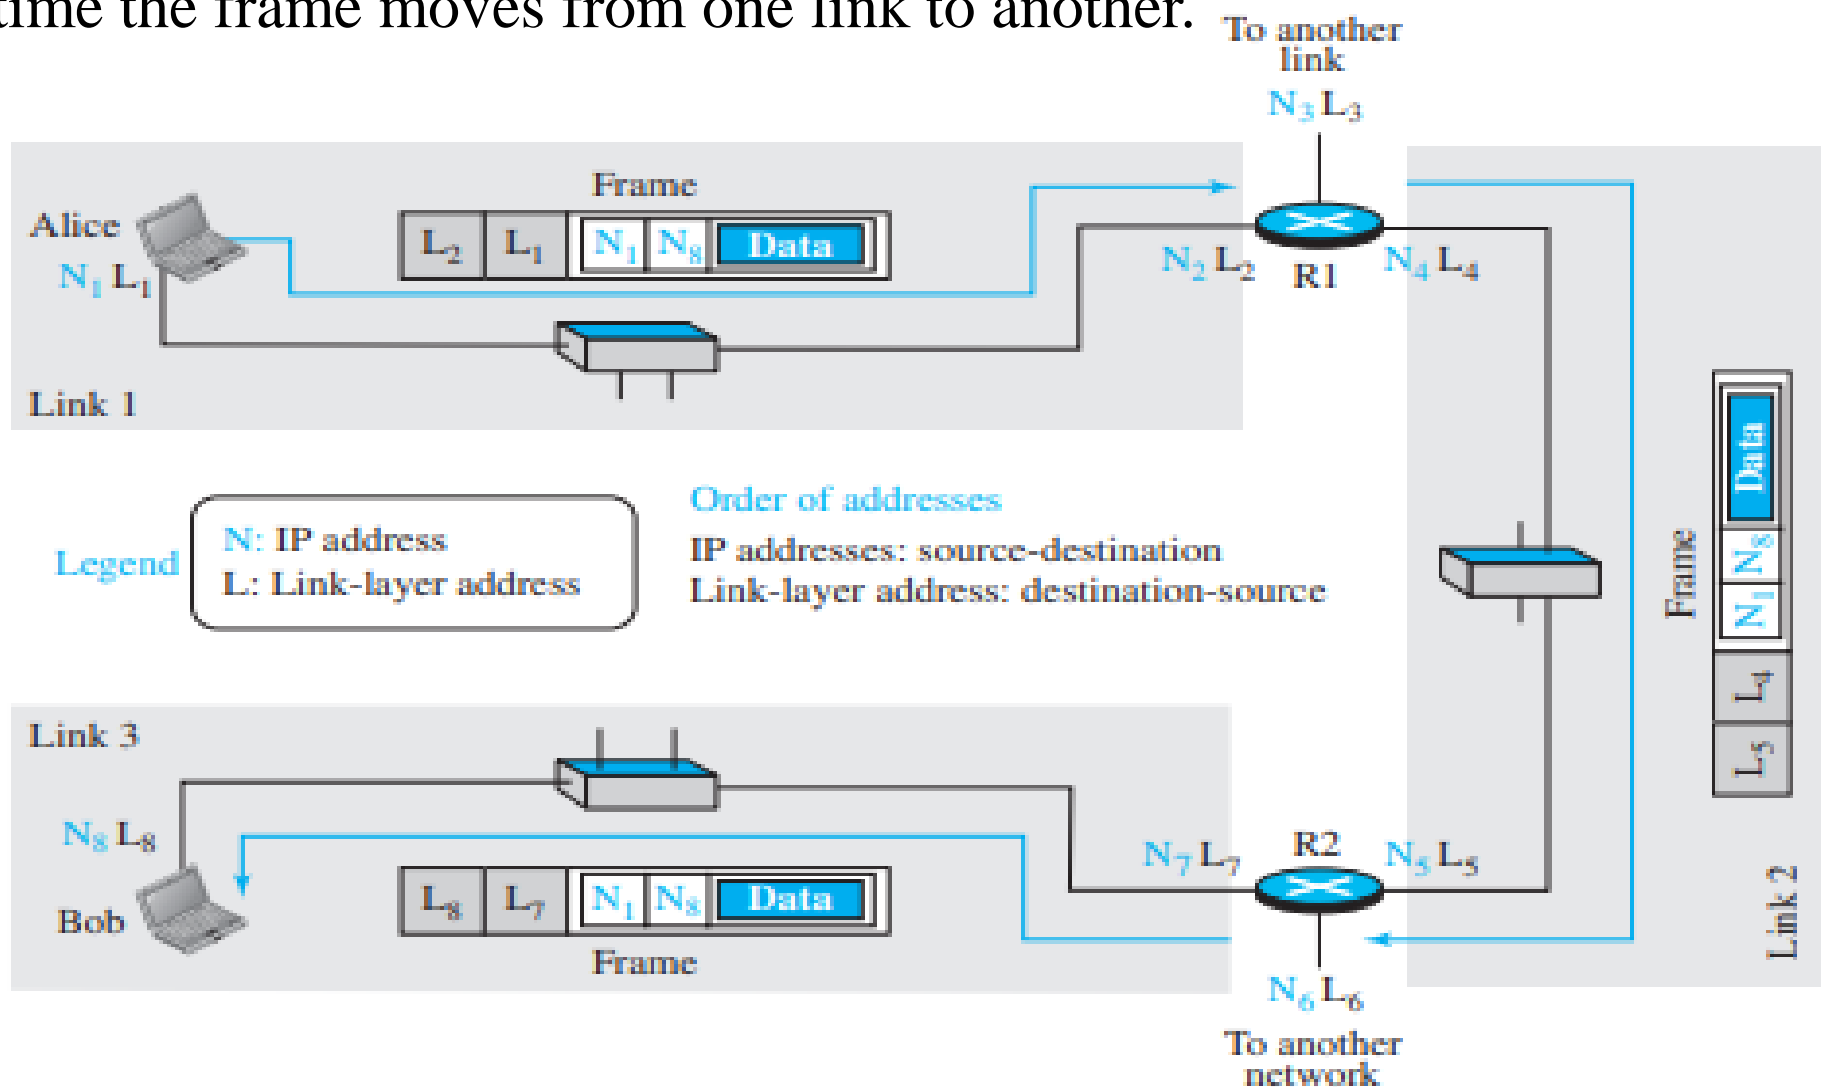 time the frame moves from one link to another.
To another
link
N₃ L₃
Frame
Alice
N₁ L₁
L₂ L₁ N₁ N₈ Data
N₂ L₂
R1
N₄ L₄
Link 1
Legend
N: IP address
L: Link-layer address
Order of addresses
IP addresses: source-destination
Link-layer address: destination-source
Frame
L₅ L₄ N₁ N₈ Data
Link 2
Link 3
N₈ L₈
Bob
L₈ L₇ N₁ N₈ Data
Frame
N₇ L₇
R2
N₅ L₅
N₆ L₆
To another
network